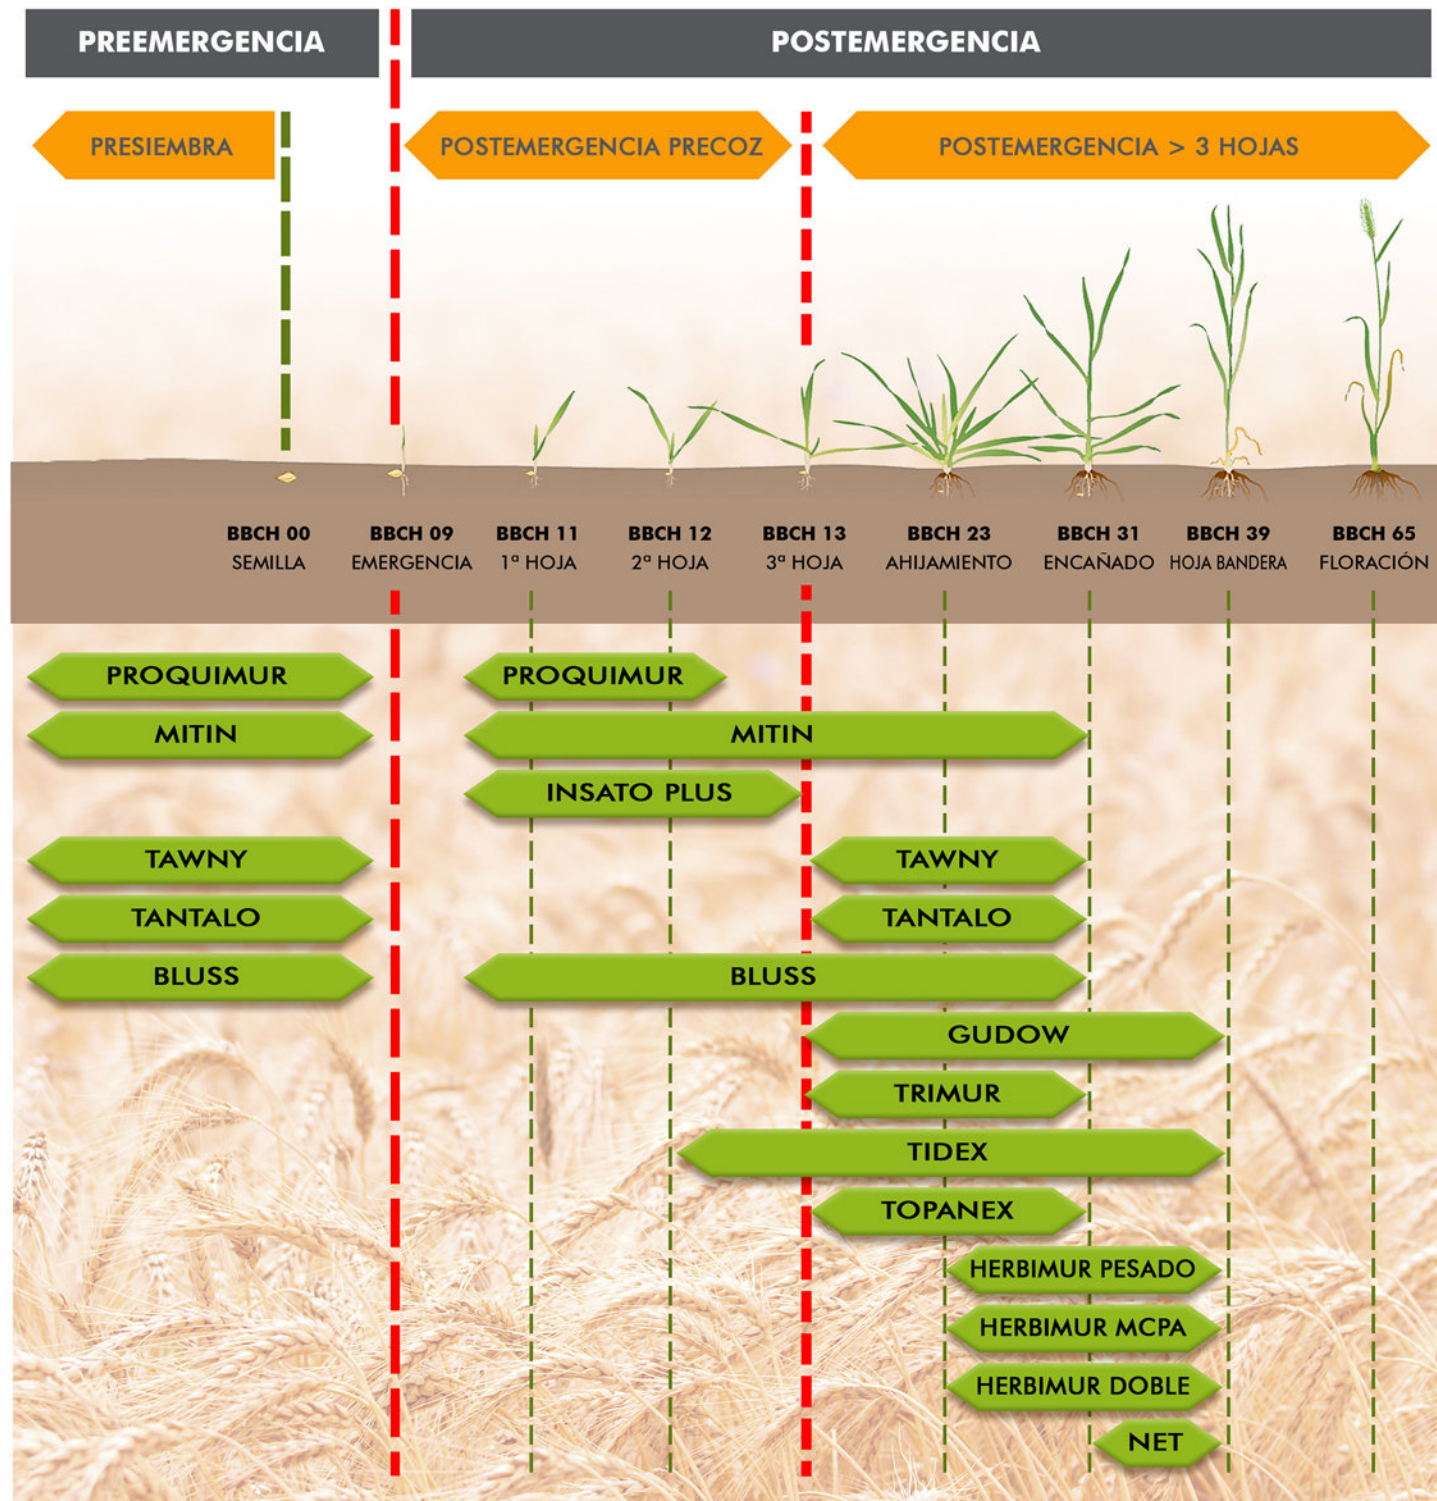 PREEMERGENCIA POSTEMERGENCIA
PRESIEMBRA POSTEMERGENCIA PRECOZ POSTEMERGENCIA > 3 HOJAS
BBCH 00 BBCH 09 BBCH 11 BBCH 12 BBCH 13 BBCH 23 BBCH 31 BBCH 39 BBCH 65
SEMILLA EMERGENCIA 1ª HOJA 2ª HOJA 3ª HOJA AHIJAMIENTO ENCAÑADO HOJA BANDERA FLORACIÓN
PROQUIMUR PROQUIMUR
MITIN MITIN
INSATO PLUS
TAWNY TAWNY
TANTALO TANTALO
BLUSS BLUSS
GUDOW
TRIMUR
TIDEX
TOPANEX
HERBIMUR PESADO
HERBIMUR MCPA
HERBIMUR DOBLE
NET